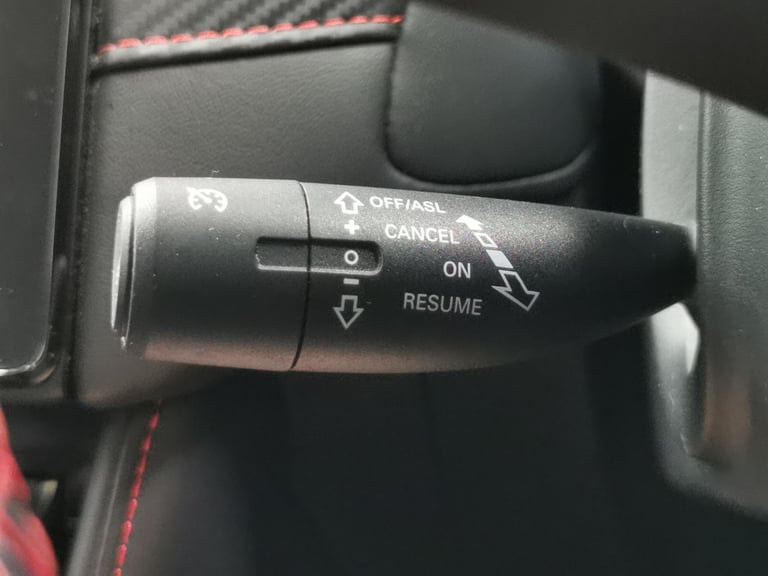 OFF/ASL
+
CANCEL
O
ON
-
RESUME